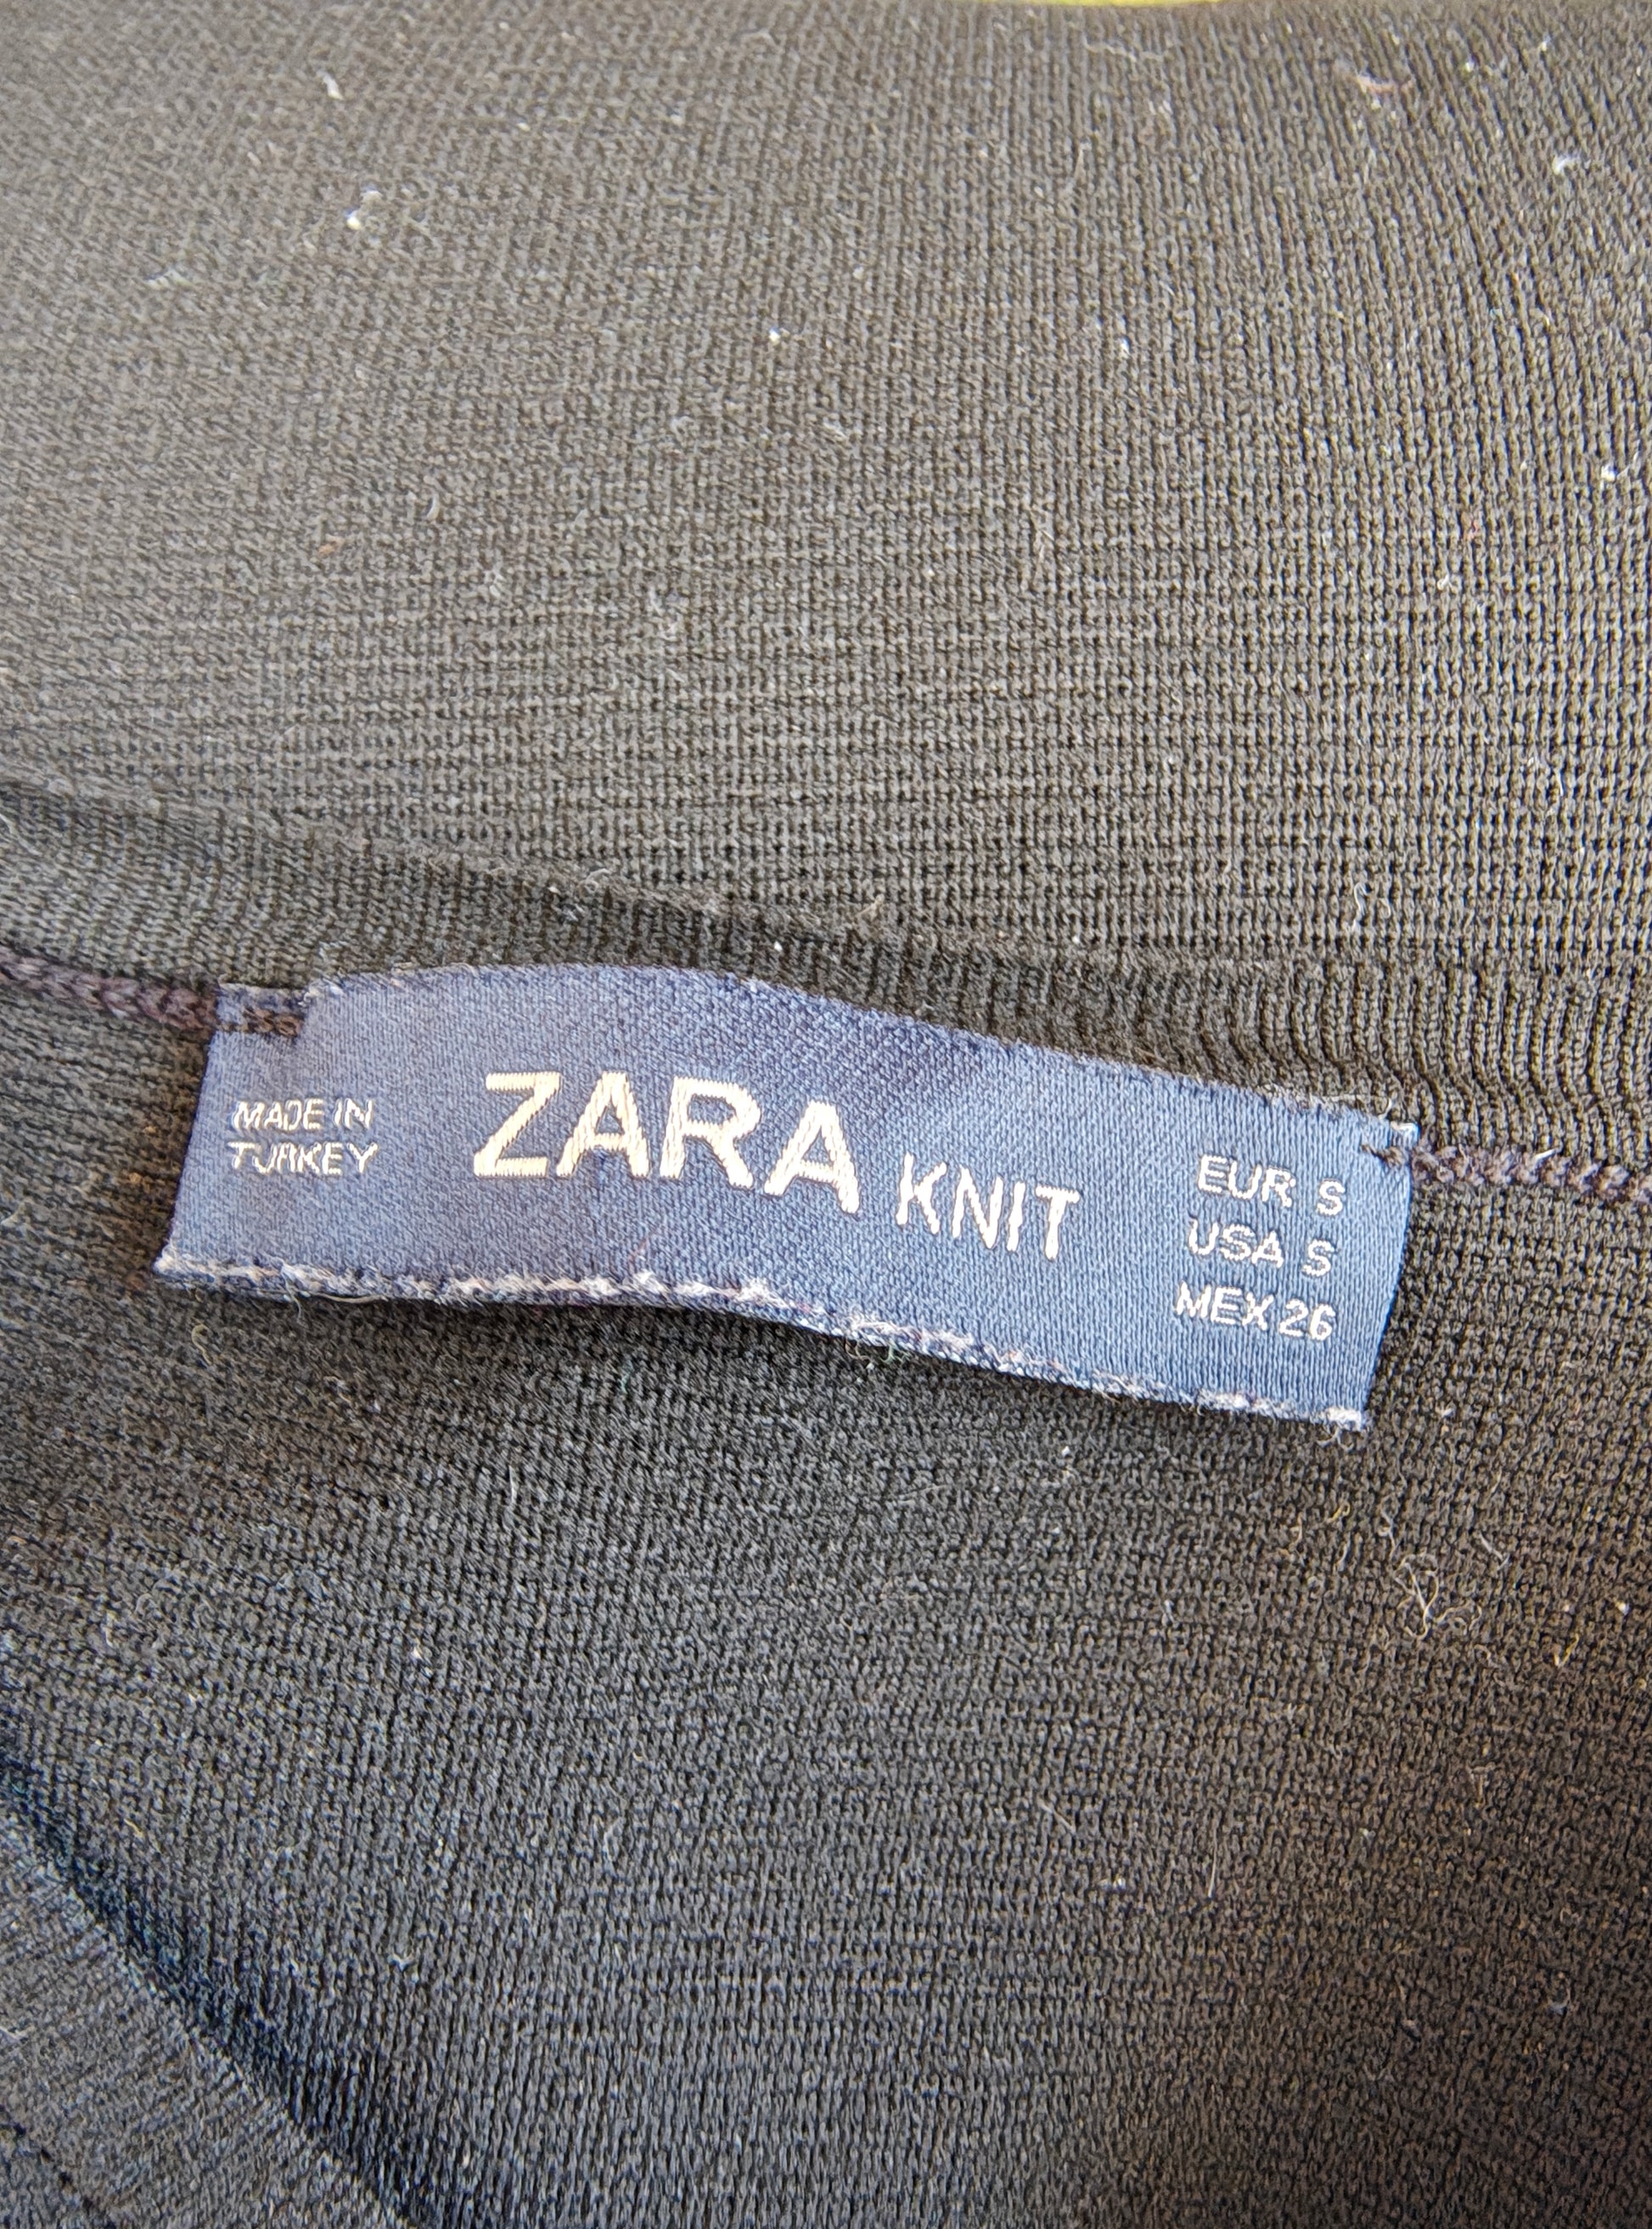 MADE IN
TURKEY
ZARA KNIT
EUR S
USA S
MEX 26